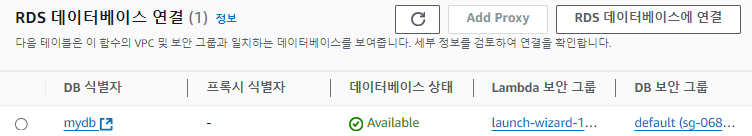 RDS 데이터베이스 연결 (1) 정보
Add Proxy
RDS 데이터베이스에 연결
다음 테이블은 이 함수의 VPC 및 보안 그룹과 일치하는 데이터베이스를 보여줍니다. 세부 정보를 검토하여 연결을 확인합니다.
DB 식별자 프록시 식별자 데이터베이스 상태 Lambda 보안 그룹 DB 보안 그룹
mydb - Available launch-wizard-1... default (sg-068...